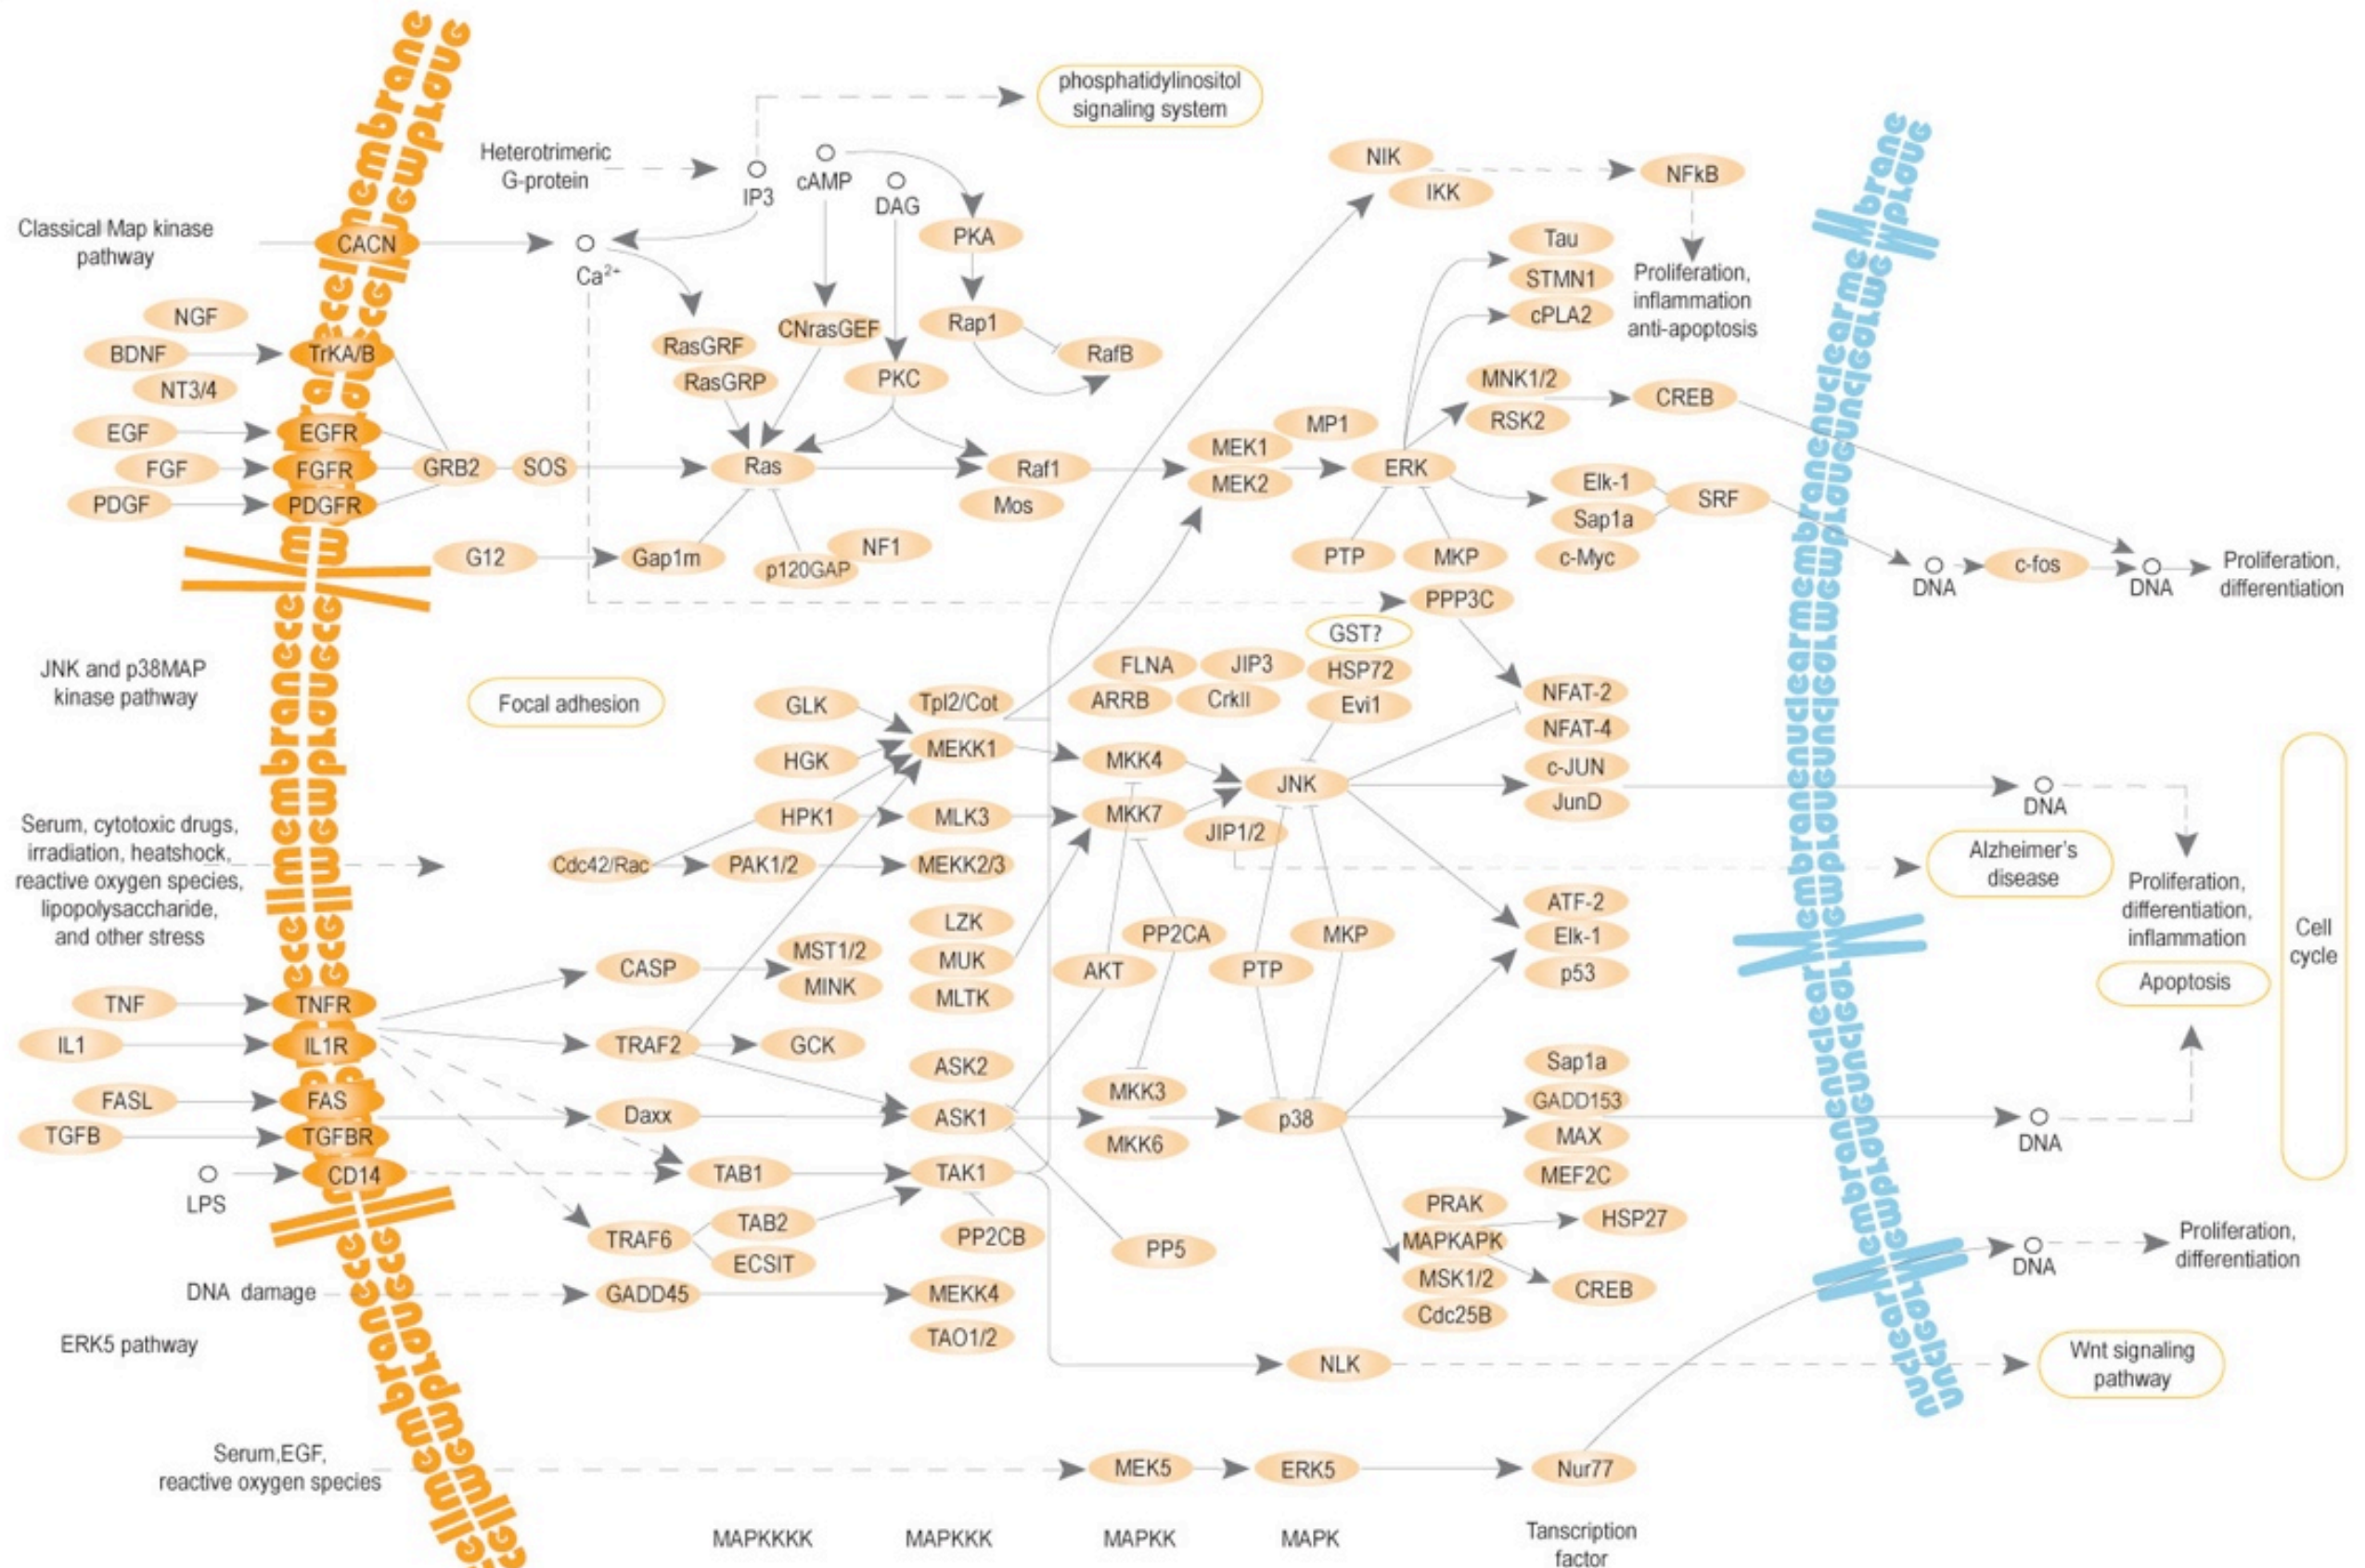 phosphatidylinositol
signaling system
Heterotrimeric
G-protein
IP3
cAMP
DAG
NIK
IKK
NFkB
Classical Map kinase
pathway
CACN
Ca²⁺
PKA
Tau
STMN1
cPLA2
Proliferation,
inflammation
anti-apoptosis
NGF
BDNF
NT3/4
TrKA/B
RasGRF
RasGRP
CNrasGEF
PKC
Rap1
RafB
MNK1/2
RSK2
CREB
EGF
EGFR
FGF
FGFR
PDGF
PDGFR
GRB2
SOS
Ras
Raf1
Mos
MEK1
MEK2
MP1
ERK
Elk-1
Sap1a
c-Myc
SRF
G12
Gap1m
p120GAP
NF1
PTP
MKP
DNA
c-fos
DNA
Proliferation,
differentiation
PPP3C
GST?
JNK and p38MAP
kinase pathway
Focal adhesion
GLK
HGK
HPK1
Tpl2/Cot
MEKK1
MLK3
MEKK2/3
FLNA
JIP3
HSP72
ARRB
CrkII
Evi1
MKK4
MKK7
JNK
JIP1/2
NFAT-2
NFAT-4
c-JUN
JunD
DNA
Serum, cytotoxic drugs,
irradiation, heatshock,
reactive oxygen species,
lipopolysaccharide,
and other stress
Cdc42/Rac
PAK1/2
LZK
MUK
MLTK
PP2CA
AKT
PTP
MKP
ATF-2
Elk-1
p53
Alzheimer's
disease
Proliferation,
differentiation,
inflammation
Apoptosis
Cell
cycle
CASP
MST1/2
MINK
TNF
TNFR
IL1
IL1R
TRAF2
GCK
ASK2
ASK1
FASL
FAS
TGFB
TGFBR
Daxx
MKK3
MKK6
p38
Sap1a
GADD153
MAX
MEF2C
DNA
LPS
CD14
TAB1
TAK1
TRAF6
TAB2
ECSIT
PP2CB
PP5
PRAK
MAPKAPK
MSK1/2
Cdc25B
HSP27
CREB
DNA
Proliferation,
differentiation
DNA damage
GADD45
MEKK4
TAO1/2
ERK5 pathway
NLK
Wnt signaling
pathway
Serum,EGF,
reactive oxygen species
MEK5
ERK5
Nur77
MAPKKKK
MAPKKK
MAPKK
MAPK
Tanscription
factor